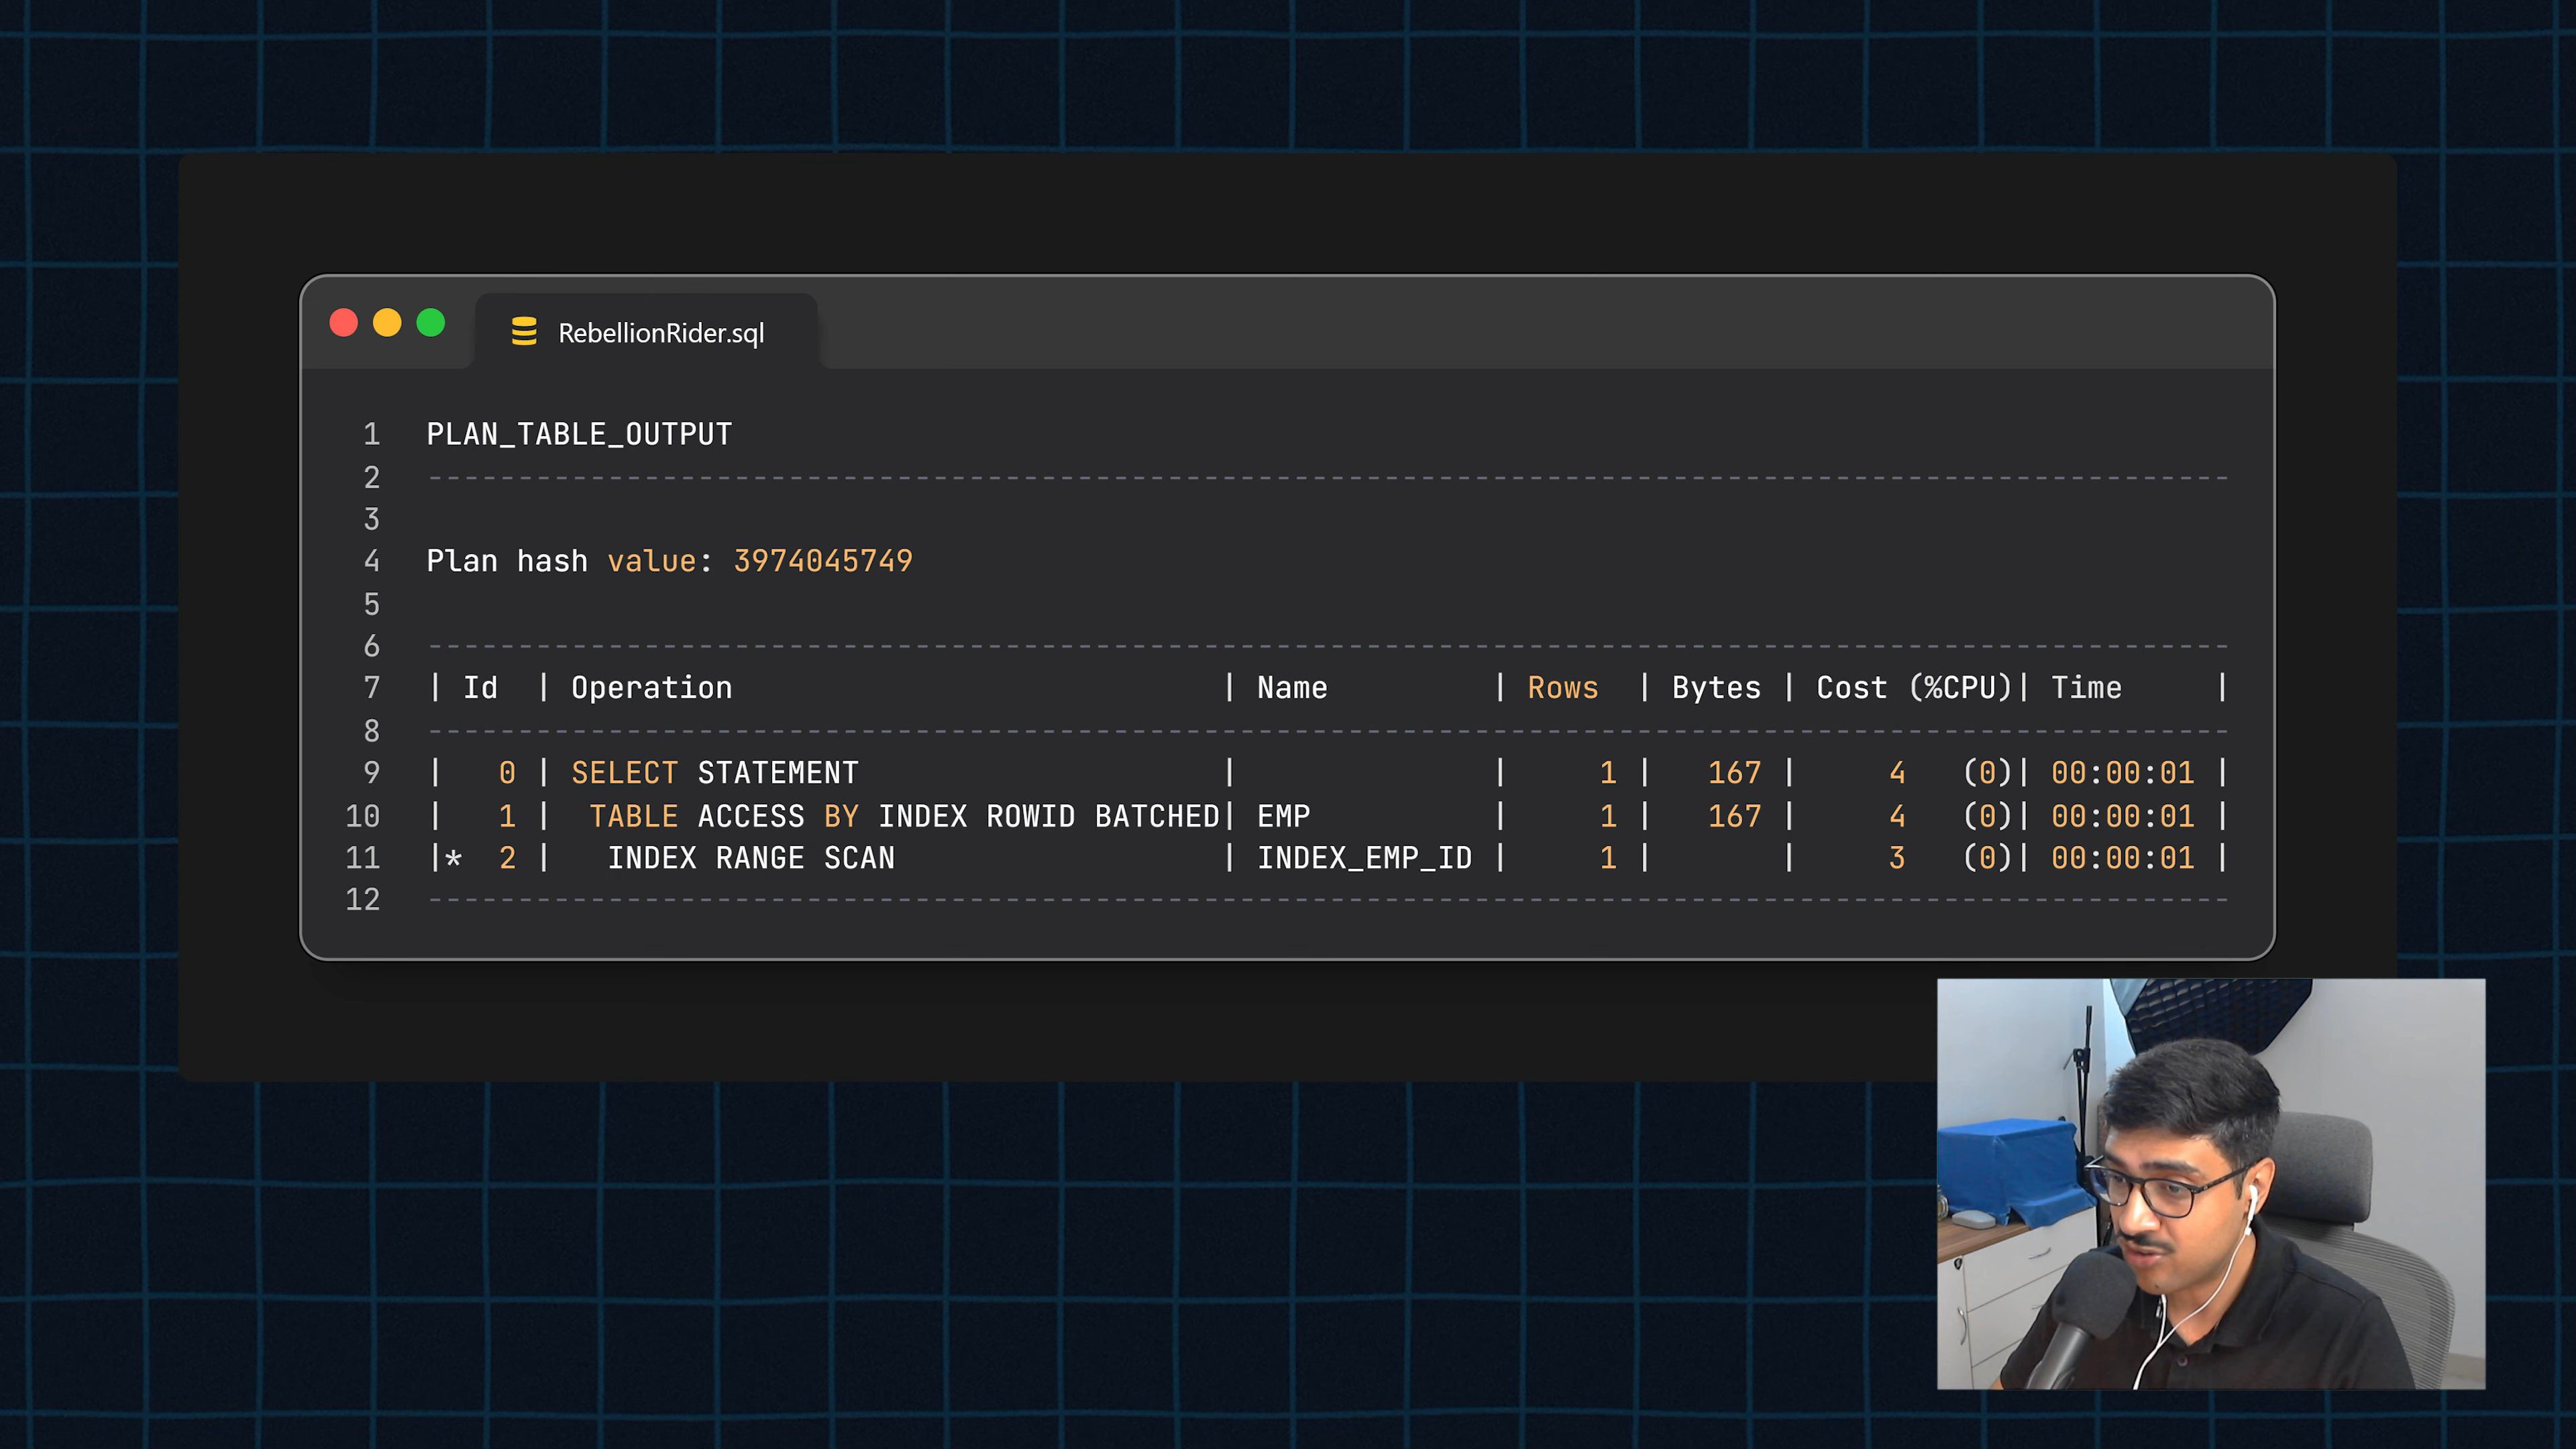 RebellionRider.sql
1 PLAN_TABLE_OUTPUT
2 ----------------------------------------------------------------------------------------------------
3
4 Plan hash value: 3974045749
5
6 ----------------------------------------------------------------------------------------------------
7 | Id  | Operation                           | Name         | Rows  | Bytes | Cost (%CPU)| Time     |
8 ----------------------------------------------------------------------------------------------------
9 |   0 | SELECT STATEMENT                    |              |     1 |   167 |     4   (0)| 00:00:01 |
10 |   1 |  TABLE ACCESS BY INDEX ROWID BATCHED| EMP          |     1 |   167 |     4   (0)| 00:00:01 |
11 |*  2 |   INDEX RANGE SCAN                  | INDEX_EMP_ID |     1 |       |     3   (0)| 00:00:01 |
12 ----------------------------------------------------------------------------------------------------